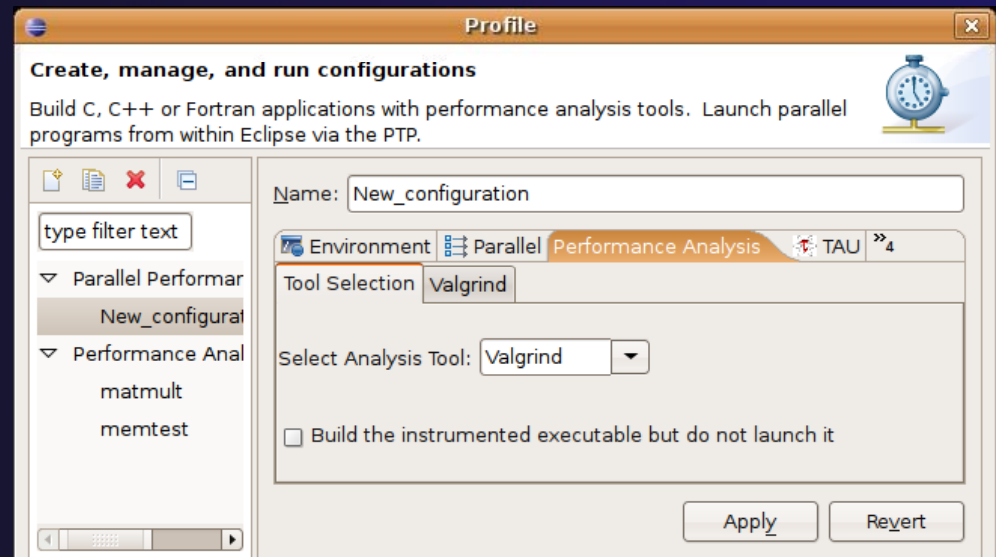 Profile
Create, manage, and run configurations
Build C, C++ or Fortran applications with performance analysis tools. Launch parallel
programs from within Eclipse via the PTP.
type filter text
Parallel Performar
New_configurat
Performance Anal
matmult
memtest
Name: New_configuration
Environment Parallel Performance Analysis TAU »4
Tool Selection Valgrind
Select Analysis Tool: Valgrind
Build the instrumented executable but do not launch it
Apply Revert